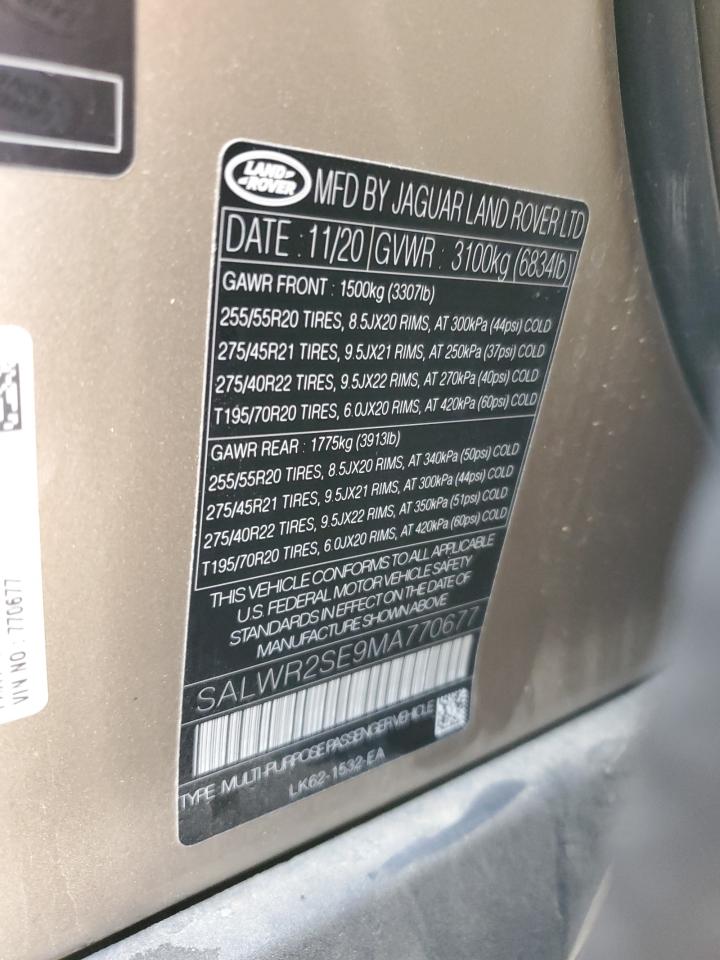 LAND ROVER
MFD BY JAGUAR LAND ROVER LTD
DATE : 11/20 GVWR : 3100kg (6834lb)
GAWR FRONT : 1500kg (3307lb)
255/55R20 TIRES, 8.5JX20 RIMS, AT 300kPa (44psi) COLD
275/45R21 TIRES, 9.5JX21 RIMS, AT 250kPa (37psi) COLD
275/40R22 TIRES, 9.5JX22 RIMS, AT 270kPa (40psi) COLD
T195/70R20 TIRES, 6.0JX20 RIMS, AT 420kPa (60psi) COLD
GAWR REAR : 1775kg (3913lb)
255/55R20 TIRES, 8.5JX20 RIMS, AT 340kPa (50psi) COLD
275/45R21 TIRES, 9.5JX21 RIMS, AT 300kPa (44psi) COLD
275/40R22 TIRES, 9.5JX22 RIMS, AT 350kPa (51psi) COLD
T195/70R20 TIRES, 6.0JX20 RIMS, AT 420kPa (60psi) COLD
THIS VEHICLE CONFORMS TO ALL APPLICABLE
U.S. FEDERAL MOTOR VEHICLE SAFETY
STANDARDS IN EFFECT ON THE DATE OF
MANUFACTURE SHOWN ABOVE
SALWR2SE9MA770677
TYPE MULTI-PURPOSE PASSENGER VEHICLE
LK62-1532-EA
VIN NO : 770677